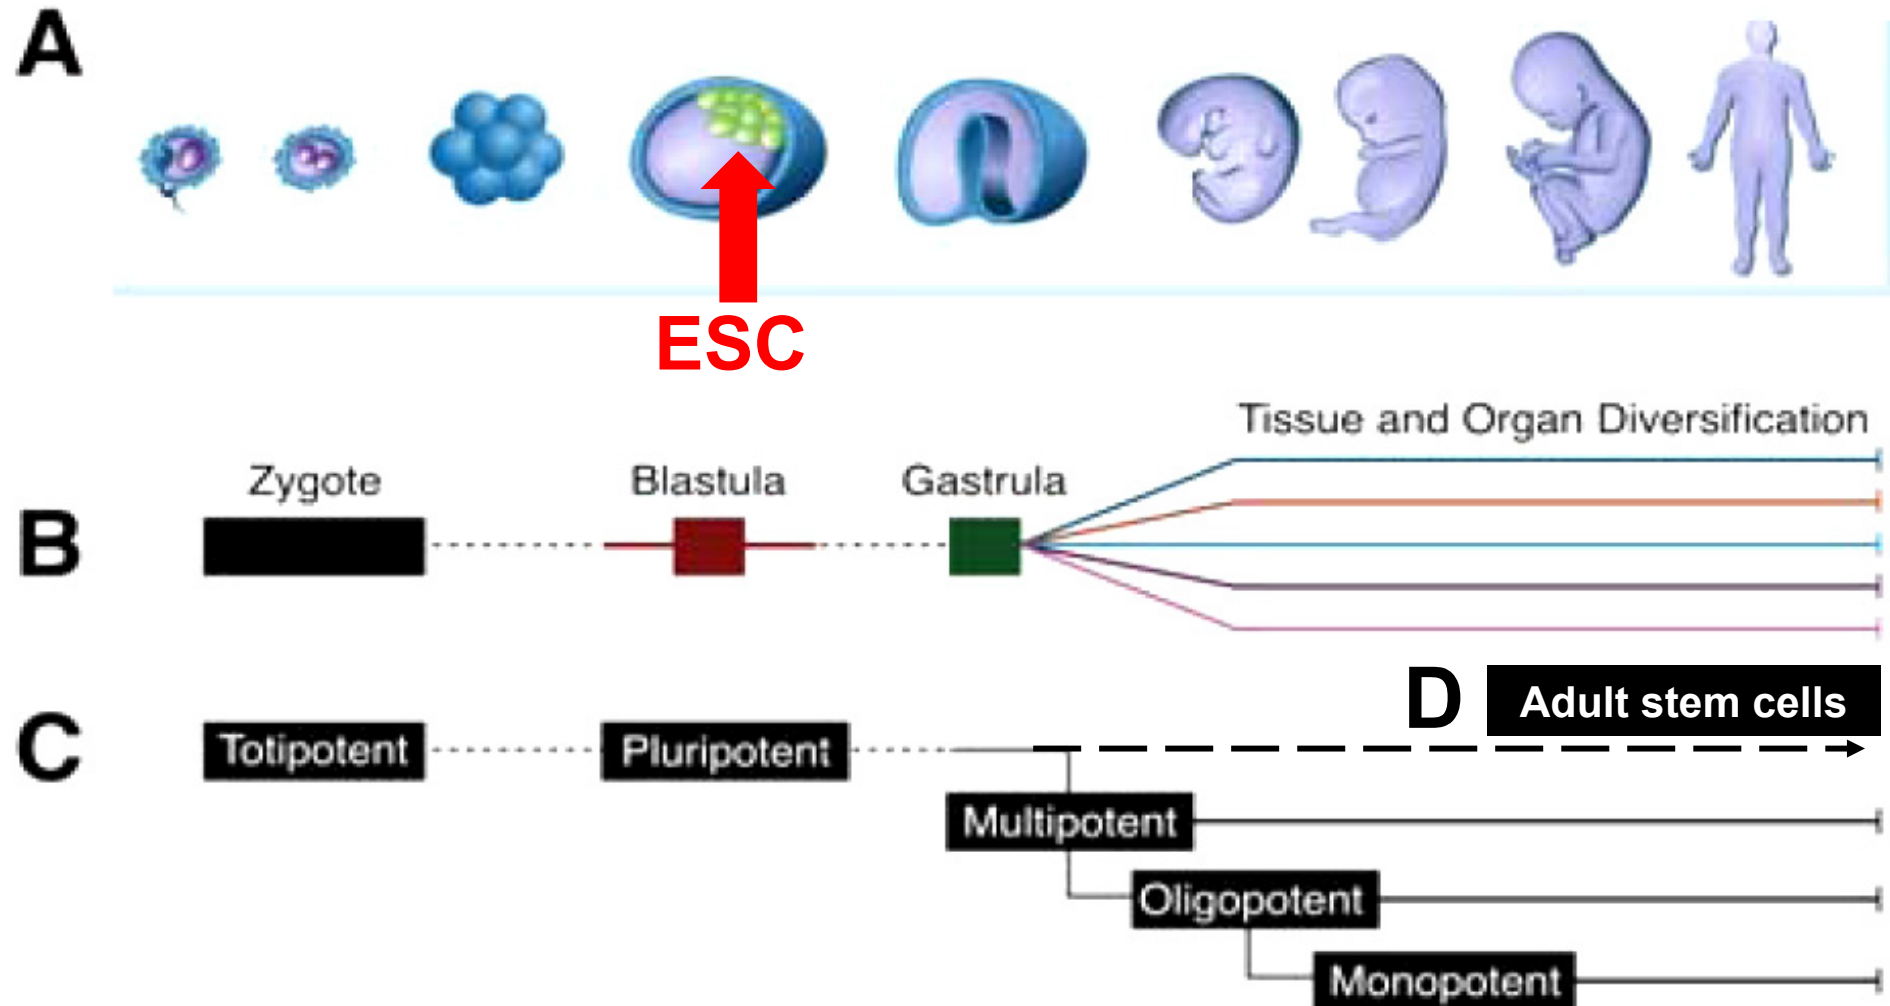 A
ESC
Tissue and Organ Diversification
Zygote
Blastula
Gastrula
B
D
Adult stem cells
C
Totipotent
Pluripotent
Multipotent
Oligopotent
Monopotent